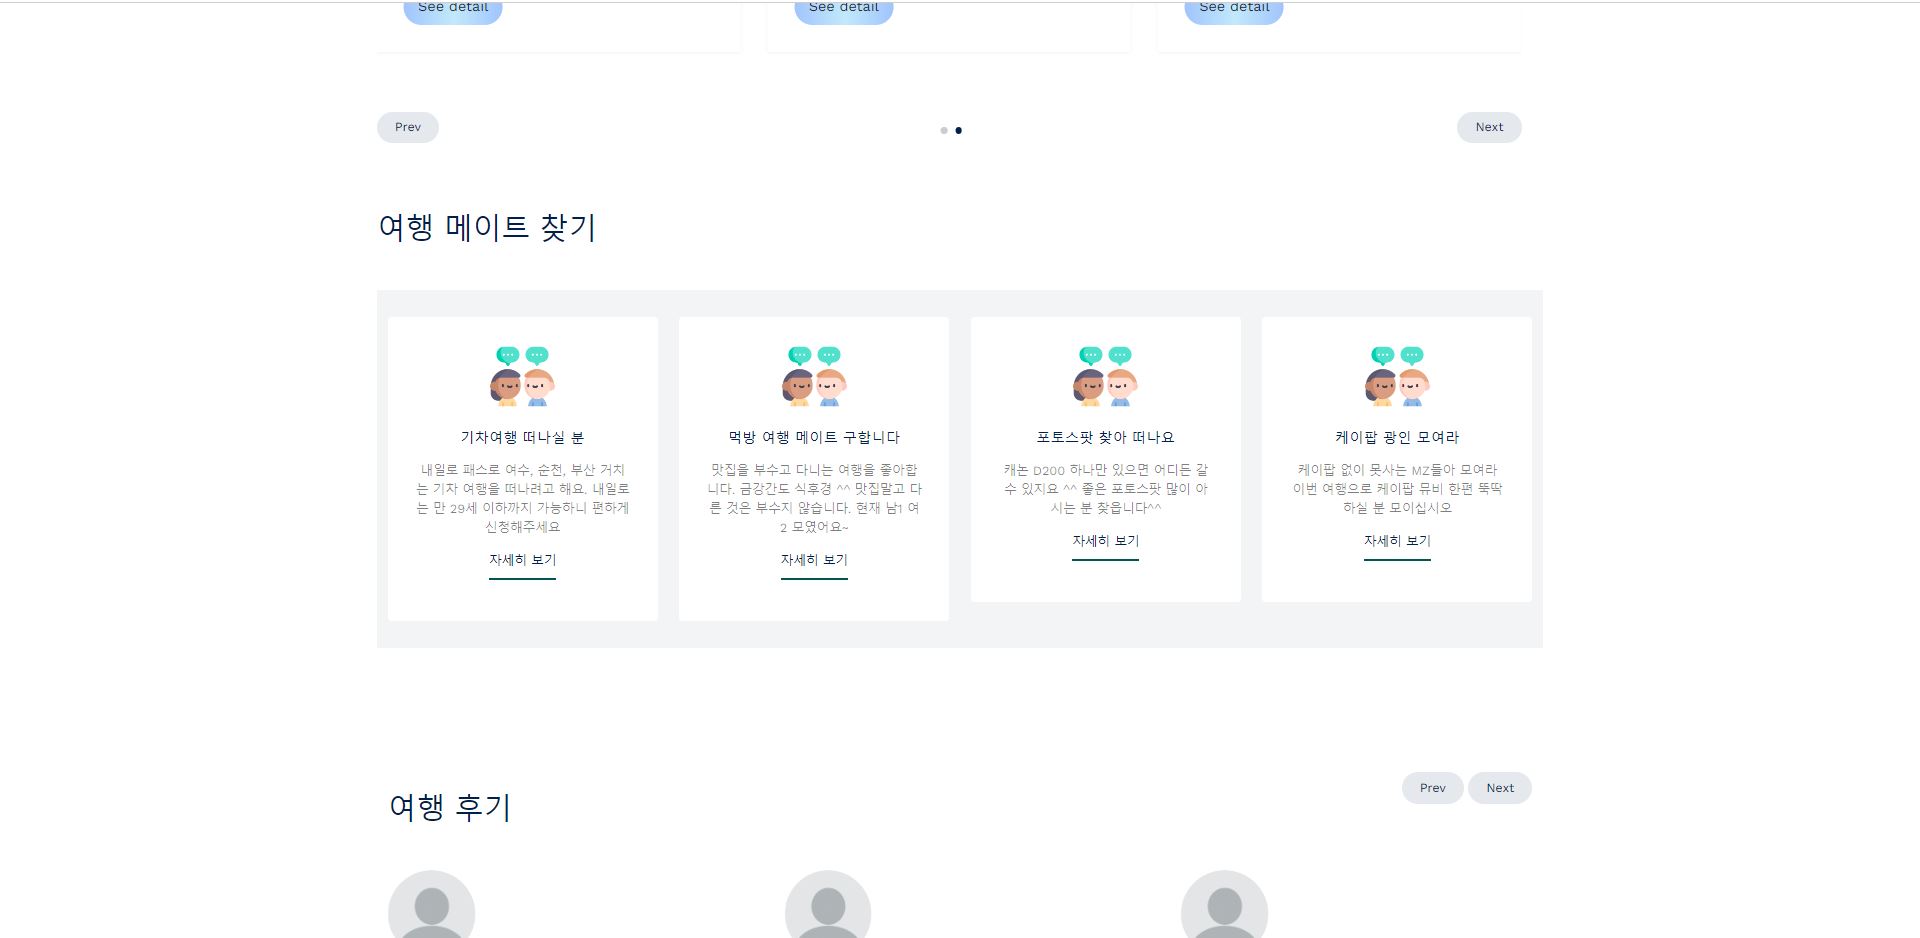 See detail
See detail
See detail
Prev
Next
여행 메이트 찾기
기차여행 떠나실 분
내일로 패스로 여수, 순천, 부산 거치
는 기차 여행을 떠나려고 해요. 내일로
는 만 29세 이하까지 가능하니 편하게
신청해주세요
자세히 보기
먹방 여행 메이트 구합니다
맛집을 부수고 다니는 여행을 좋아합
니다. 금강간도 식후경 ^^ 맛집말고 다
른 것은 부수지 않습니다. 현재 남1 여
2 모였어요~
자세히 보기
포토스팟 찾아 떠나요
캐논 D200 하나만 있으면 어디든 갈
수 있지요 ^^ 좋은 포토스팟 많이 아
시는 분 찾읍니다^^
자세히 보기
케이팝 광인 모여라
케이팝 없이 못사는 MZ들아 모여라
이번 여행으로 케이팝 뮤비 한편 뚝딱
하실 분 모이십시오
자세히 보기
여행 후기
Prev
Next